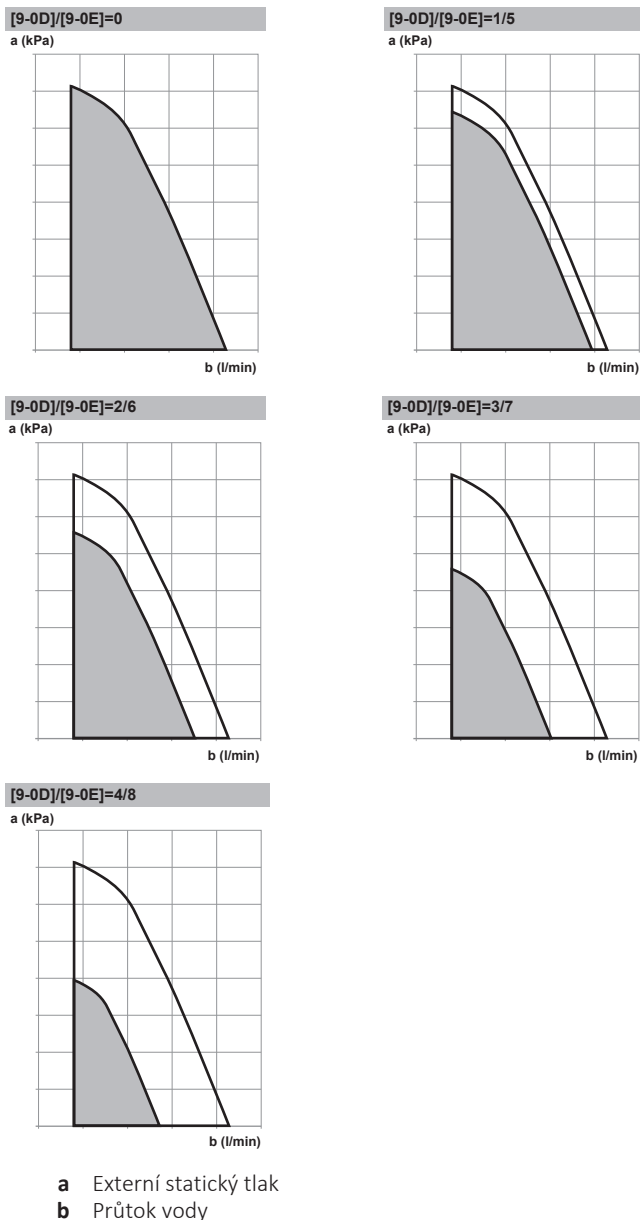 [9-0D]/[9-0E]=0
a (kPa)
b (l/min)
[9-0D]/[9-0E]=1/5
a (kPa)
b (l/min)
[9-0D]/[9-0E]=2/6
a (kPa)
b (l/min)
[9-0D]/[9-0E]=3/7
a (kPa)
b (l/min)
[9-0D]/[9-0E]=4/8
a (kPa)
b (l/min)
a Externí statický tlak
b Průtok vody